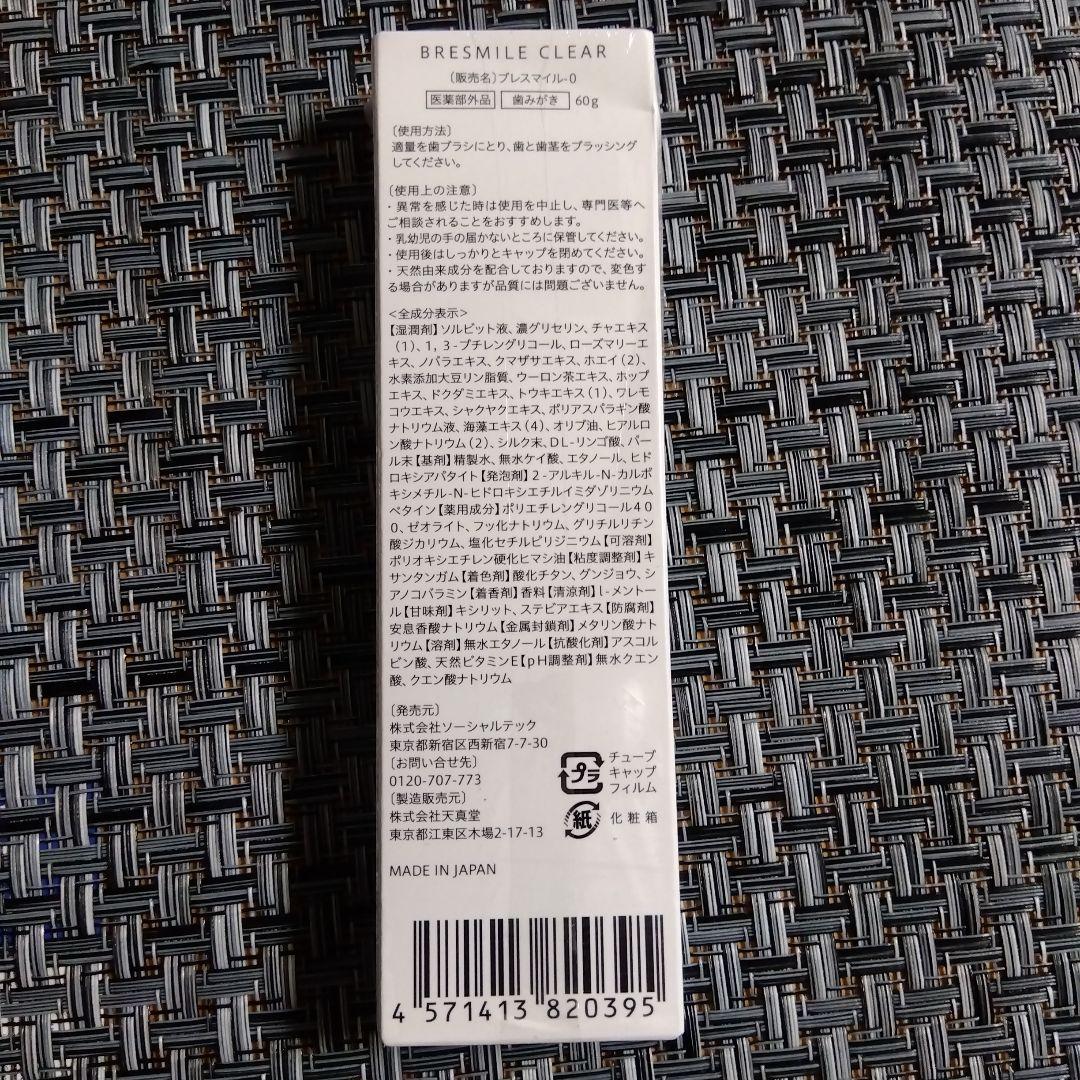 BRESMILE CLEAR
〔販売名〕ブレスマイル-0
医薬部外品 歯みがき 60g
〔使用方法〕
適量を歯ブラシにとり、歯と歯茎をブラッシング
してください。
〔使用上の注意〕
・異常を感じた時は使用を中止し、専門医等へ
ご相談されることをおすすめします。
・乳幼児の手の届かないところに保管してください。
・使用後はしっかりとキャップを閉めてください。
・天然由来成分を配合しておりますので、変色す
る場合がありますが品質には問題ございません。
<全成分表示>
【湿潤剤】ソルビット液、濃グリセリン、チャエキス
(1)、1,3-ブチレングリコール、ローズマリーエ
キス、ノバラエキス、クマザサエキス、ホエイ(2)、
水素添加大豆リン脂質、ウーロン茶エキス、ホップ
エキス、ドクダミエキス、トウキエキス(1)、ワレモ
コウエキス、シャクヤクエキス、ポリアスパラギン酸
ナトリウム液、海藻エキス(4)、オリブ油、ヒアルロ
ン酸ナトリウム(2)、シルク末、DL-リンゴ酸、パール
末【基剤】精製水、無水ケイ酸、エタノール、ヒド
ロキシアパタイト【発泡剤】2-アルキル-N-カルボ
キシメチル-N-ヒドロキシエチルイミダゾリニウム
ベタイン【薬用成分】ポリエチレングリコール40
0、ゼオライト、フッ化ナトリウム、グリチルリチン
酸ジカリウム、塩化セチルピリジニウム【可溶剤】
ポリオキシエチレン硬化ヒマシ油【粘度調整剤】キ
サンタンガム【着色剤】酸化チタン、グンジョウ、シ
アノコバラミン【着香剤】香料【清涼剤】l-メントー
ル【甘味剤】キシリット、ステビアエキス【防腐剤】
安息香酸ナトリウム【金属封鎖剤】メタリン酸ナト
リウム【溶剤】無水エタノール【抗酸化剤】アスコル
ビン酸、天然ビタミンE【pH調整剤】無水クエン
酸、クエン酸ナトリウム
〔発売元〕
株式会社ソーシャルテック
東京都新宿区西新宿7-7-30
〔お問い合せ先〕
0120-707-773
〔製造販売元〕
株式会社天真堂
東京都江東区木場2-17-13
プラ チューブ
キャップ
フィルム
紙 化粧箱
MADE IN JAPAN
4 571413 820395